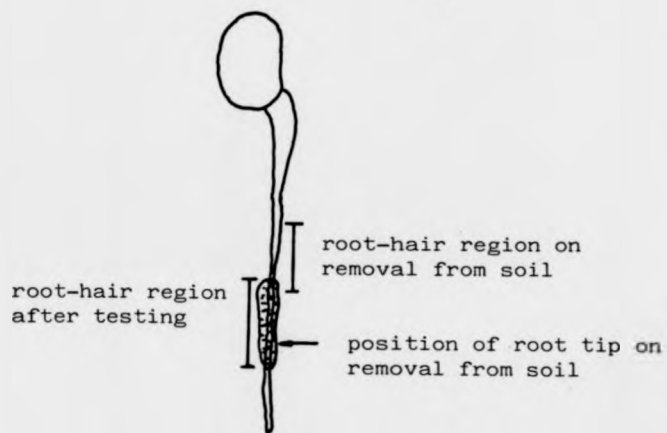 root-hair region on
removal from soil
root-hair region
after testing
position of root tip on
removal from soil